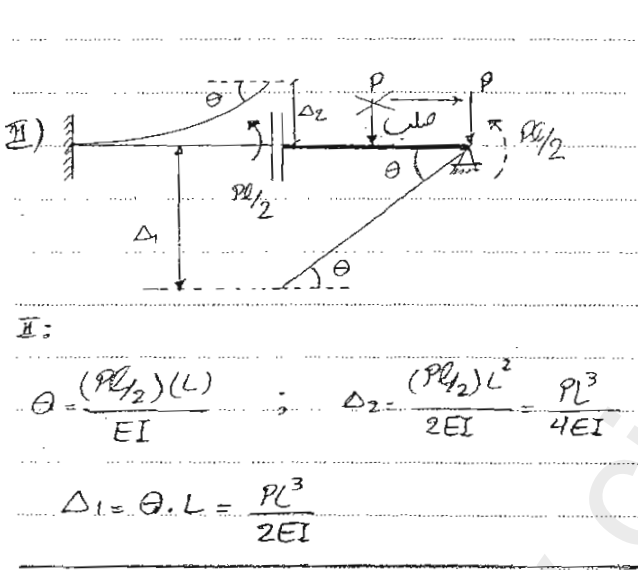 P P
θ Δ₂
II) صلب Pl/2
θ
Pl/2
Δ₁
θ
II:
θ = (Pl/2)(L) / EI ; Δ₂ = (Pl/2)L² / 2EI = PL³ / 4EI
Δ₁ = θ . L = PL³ / 2EI